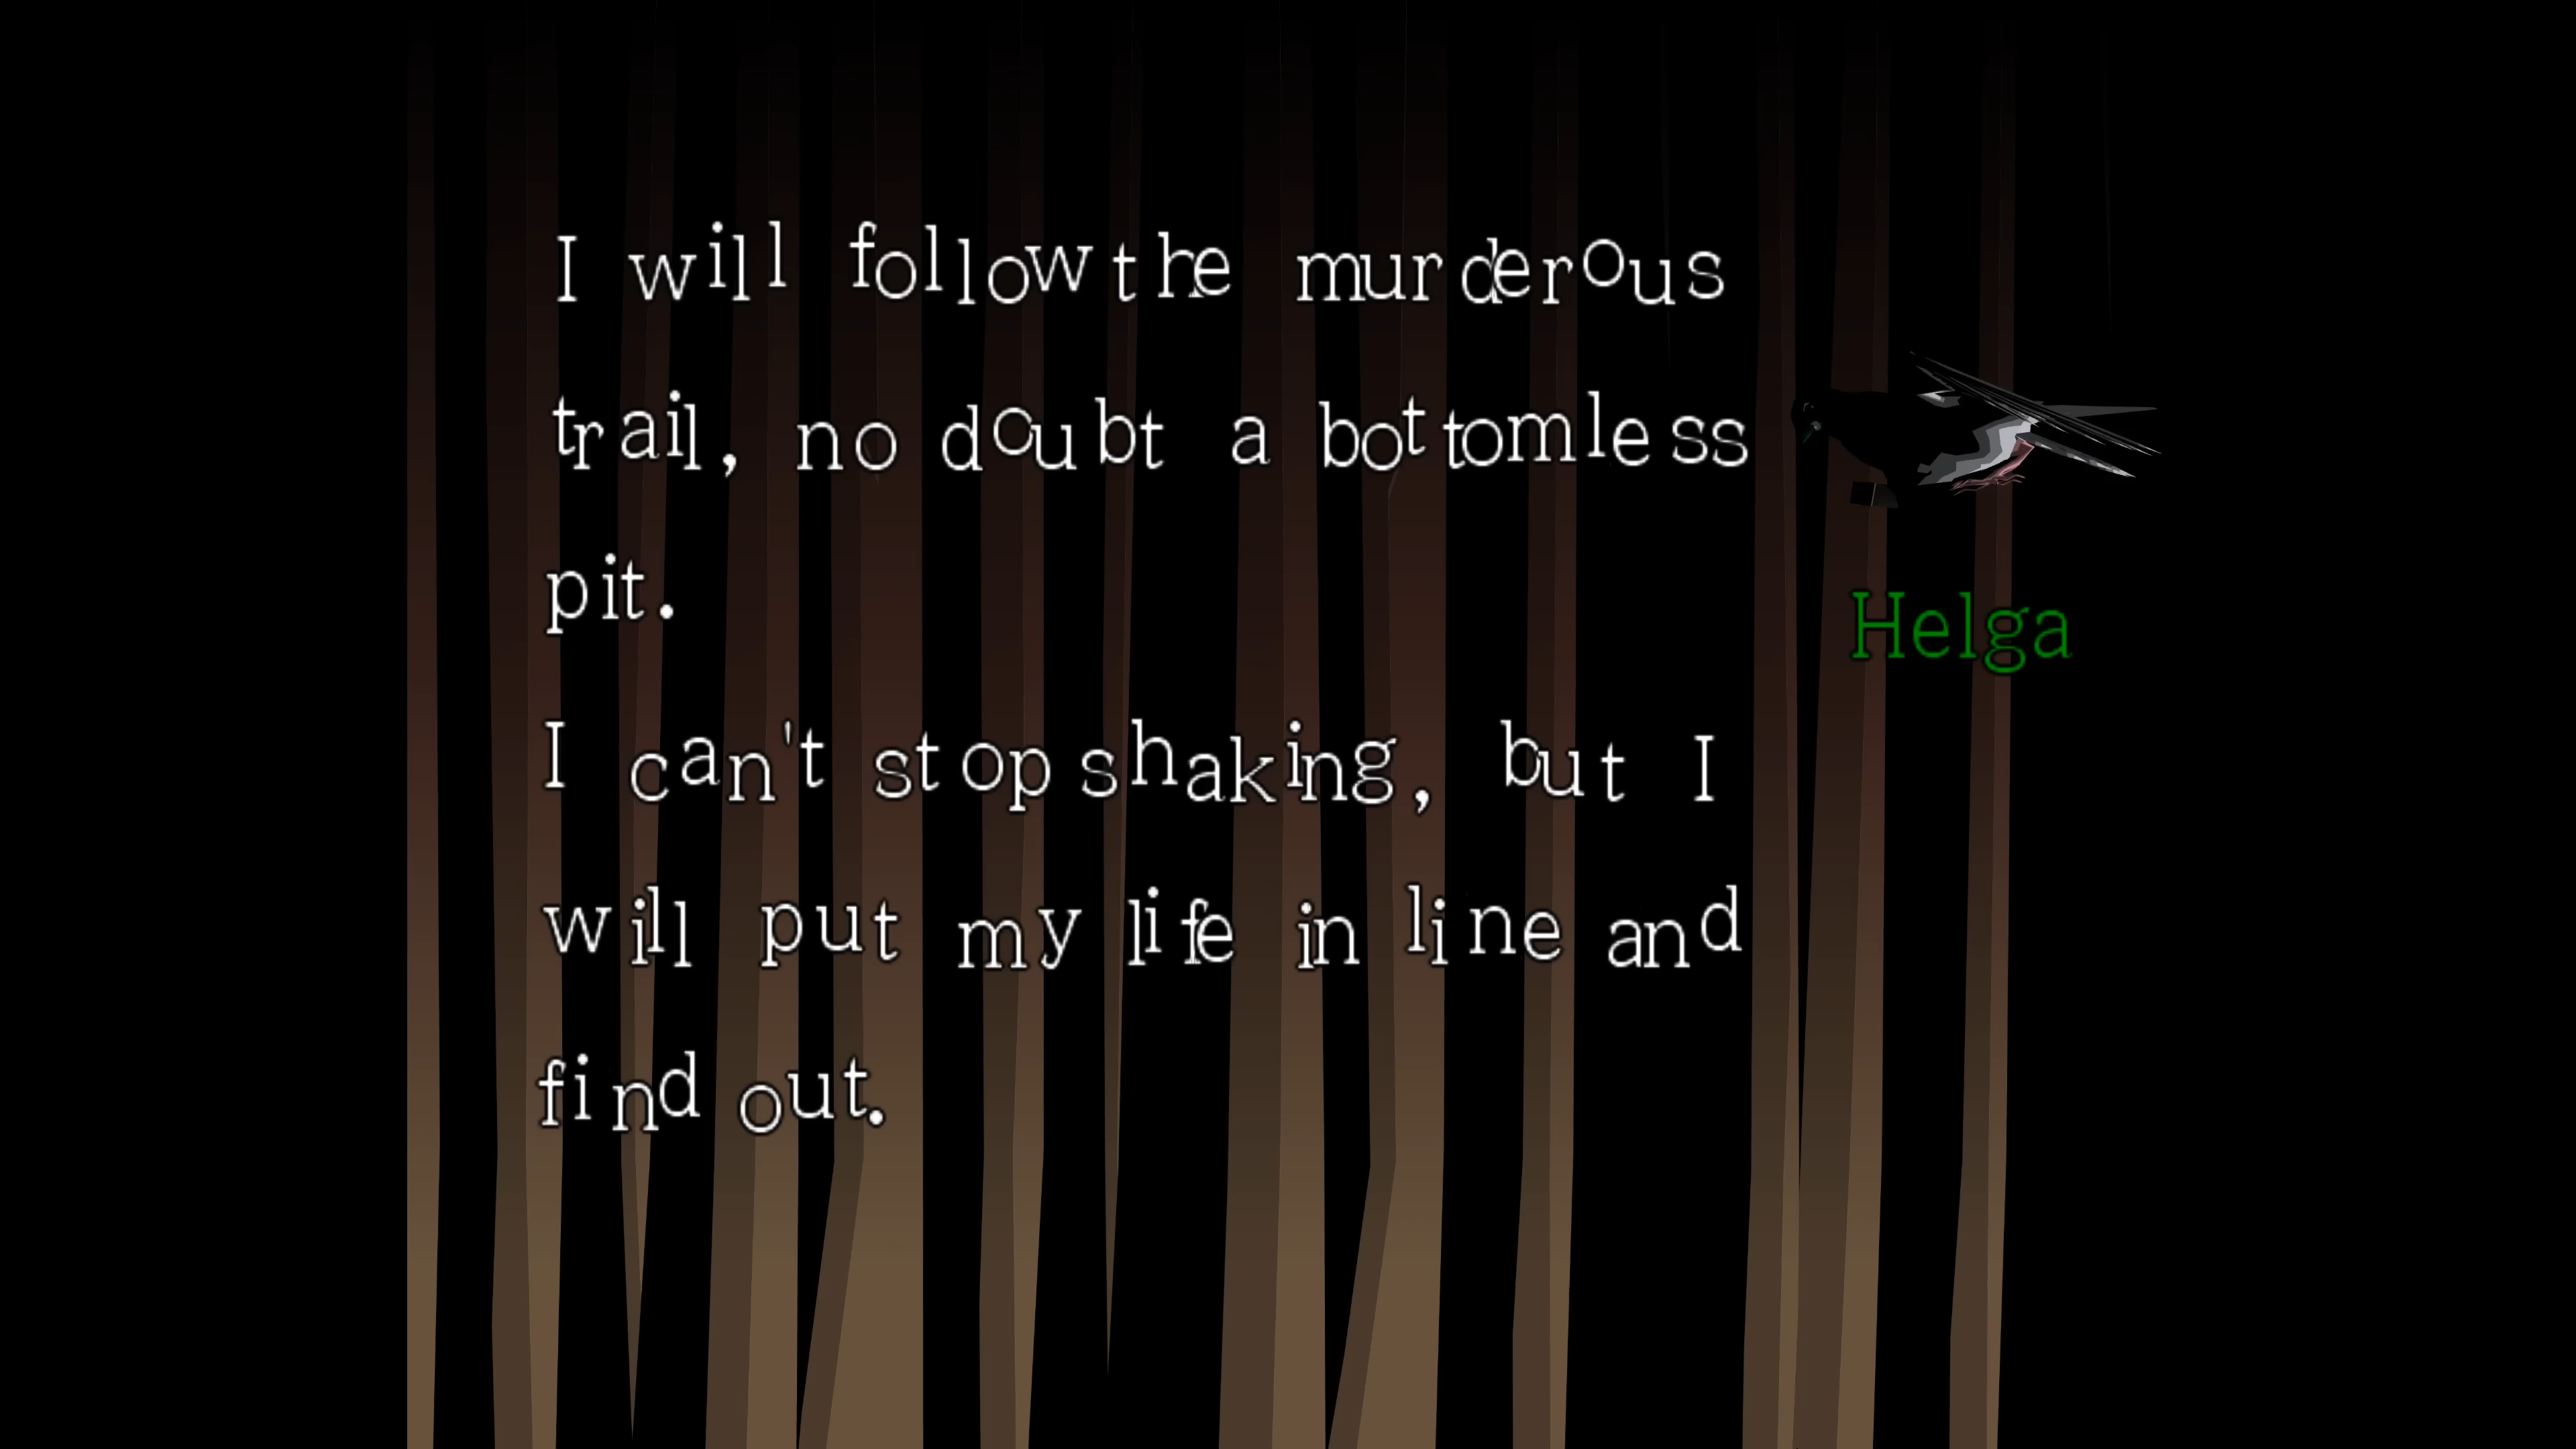 I will follow the murderous
trail, no doubt a bottomless
pit.
Helga
I can't stop shaking, but I
will put my life in line and
find out.